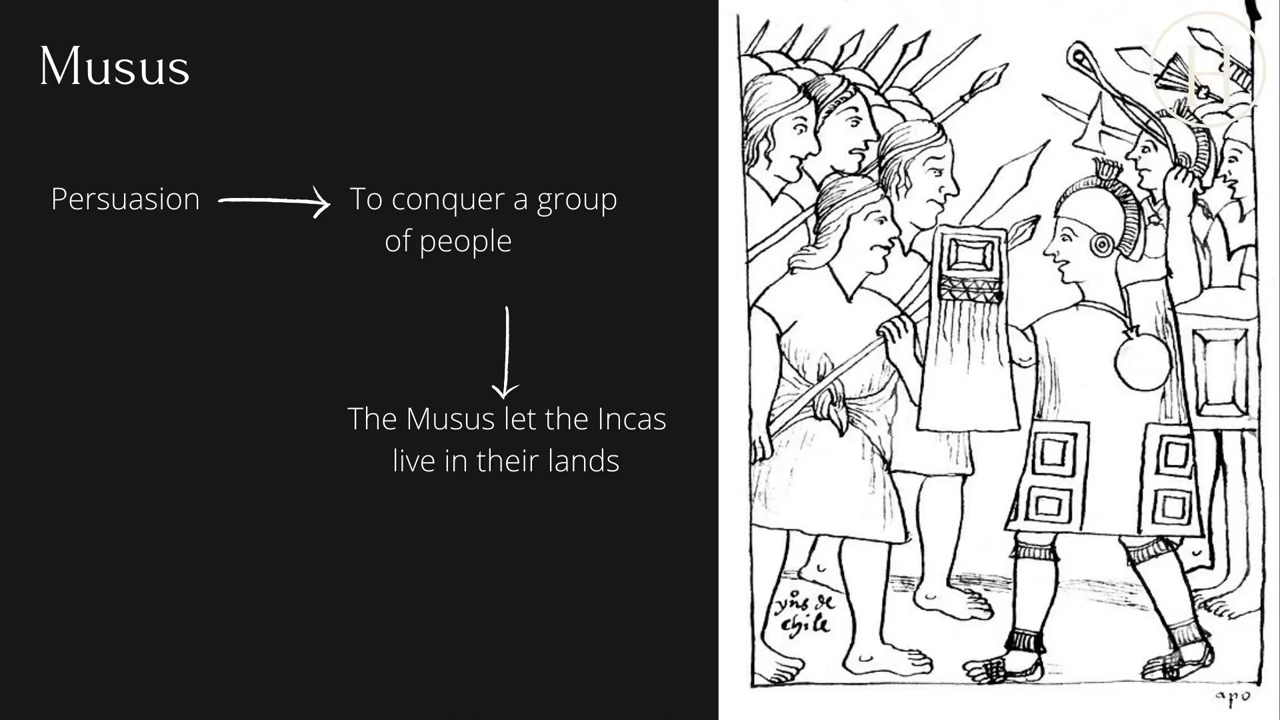 Musus
Persuasion
To conquer a group
of people
The Musus let the Incas
live in their lands
H
yñs de
chile
apo